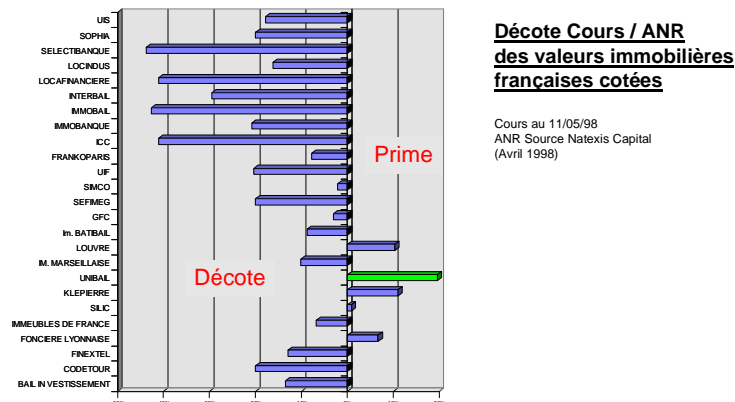 UIS
SOPHIA
SELECTIBANQUE
LOCINDUS
LOCAFINANCIERE
INTERBAIL
IMMOBAIL
IMMOBANQUE
ICC
FRANKOPARIS
UIF
SIMCO
SEFIMEG
GFC
Im. BATIBAIL
LOUVRE
IM. MARSEILLAISE
UNIBAIL
KLEPIERRE
SILIC
IMMEUBLES DE FRANCE
FONCIERE LYONNAISE
FINEXTEL
CODETOUR
BAIL IN VESTISSEMENT
Prime
Décote
Décote Cours / ANR
des valeurs immobilières
françaises cotées
Cours au 11/05/98
ANR Source Natexis Capital
(Avril 1998)